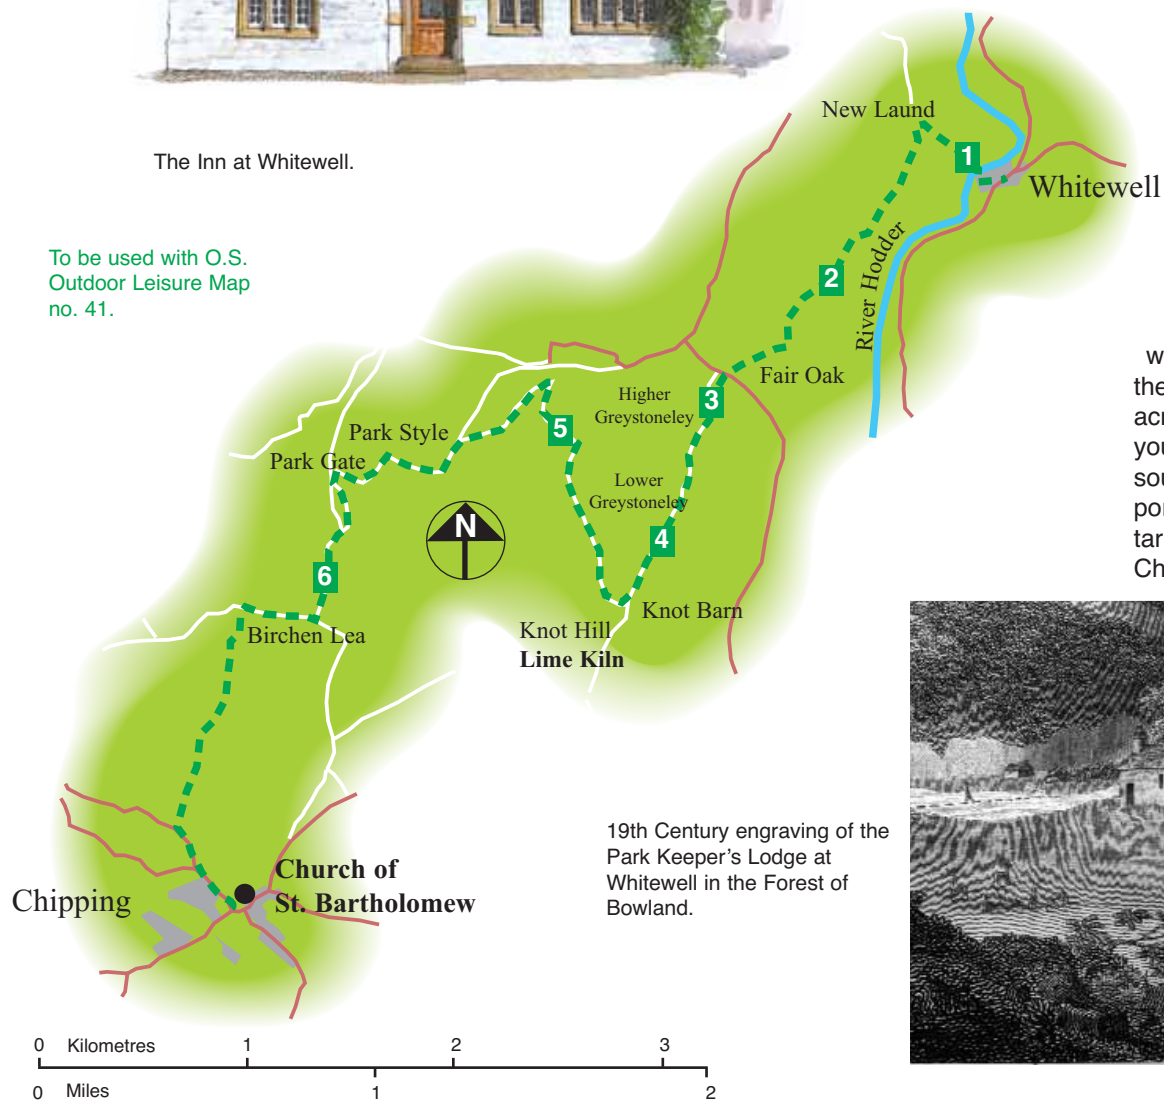 The Inn at Whitewell.
To be used with O.S.
Outdoor Leisure Map
no. 41.
New Laund
1
Whitewell
2
River Hodder
Fair Oak
Higher
Greystoneley
3
5
Park Style
Park Gate
Lower
Greystoneley
N
4
6
Knot Barn
Birchen Lea
Knot Hill
Lime Kiln
Church of
St. Bartholomew
Chipping
19th Century engraving of the
Park Keeper's Lodge at
Whitewell in the Forest of
Bowland.
0 Kilometres 1 2 3
0 Miles 1 2